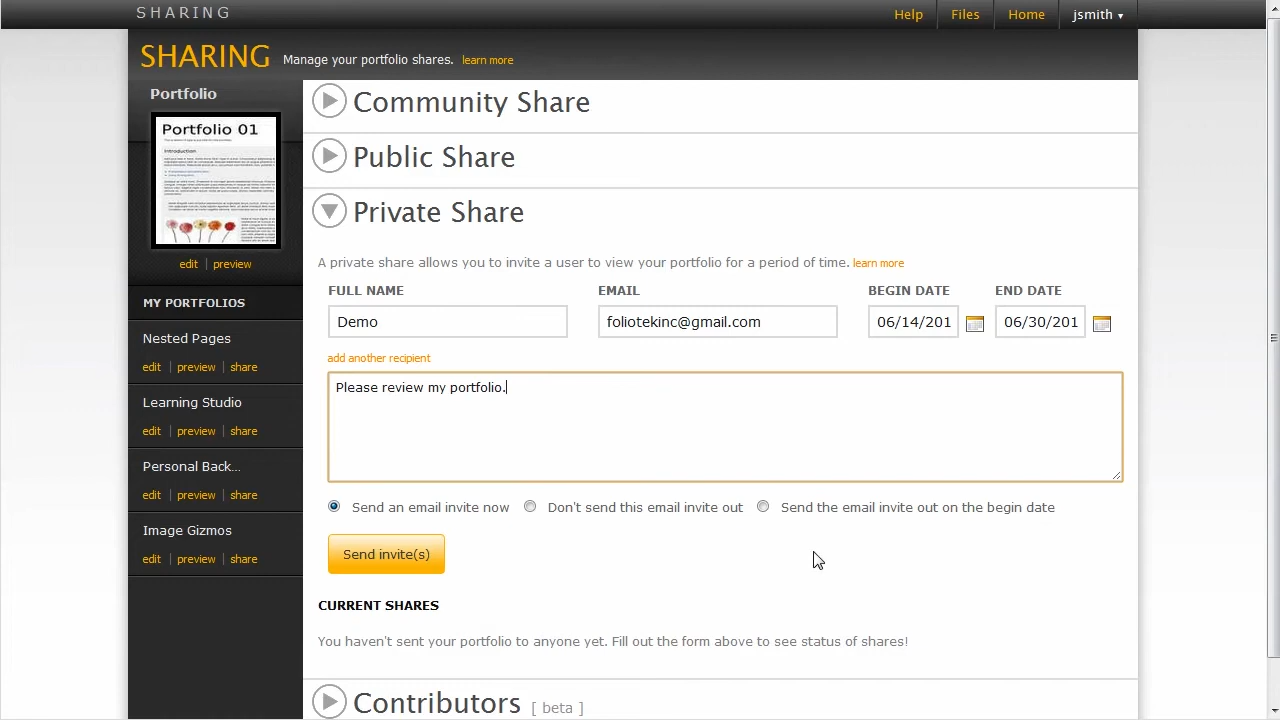 SHARING
Help Files Home jsmith
SHARING Manage your portfolio shares. learn more
Portfolio
Portfolio 01
Introduction
edit preview
MY PORTFOLIOS
Nested Pages
edit preview share
Learning Studio
edit preview share
Personal Back...
edit preview share
Image Gizmos
edit preview share
Community Share
Public Share
Private Share
A private share allows you to invite a user to view your portfolio for a period of time. learn more
FULL NAME EMAIL BEGIN DATE END DATE
Demo foliotekinc@gmail.com 06/14/201 06/30/201
add another recipient
Please review my portfolio.
Send an email invite now Don't send this email invite out Send the email invite out on the begin date
Send invite(s)
CURRENT SHARES
You haven't sent your portfolio to anyone yet. Fill out the form above to see status of shares!
Contributors [ beta ]